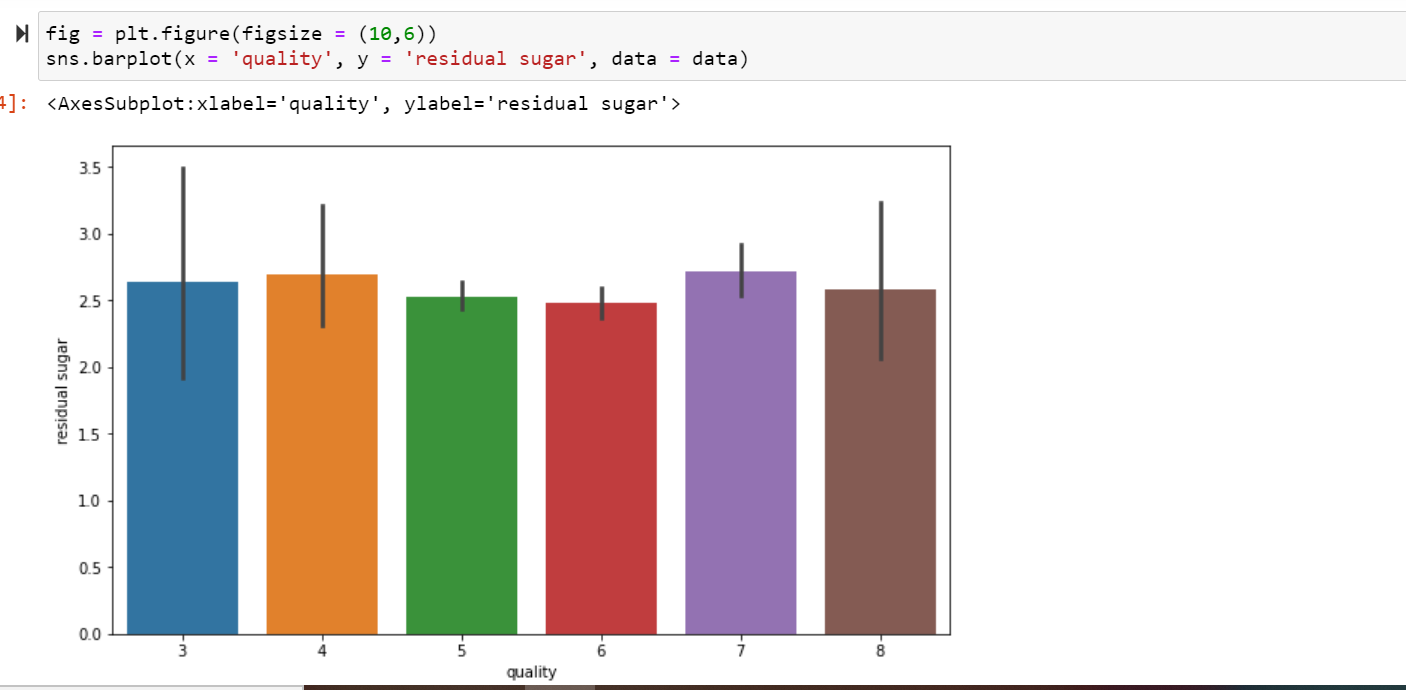 fig = plt.figure(figsize = (10,6))
sns.barplot(x = 'quality', y = 'residual sugar', data = data)
4]: <AxesSubplot:xlabel='quality', ylabel='residual sugar'>
3.5
3.0
2.5
2.0
1.5
1.0
0.5
0.0
residual sugar
3 4 5 6 7 8
quality